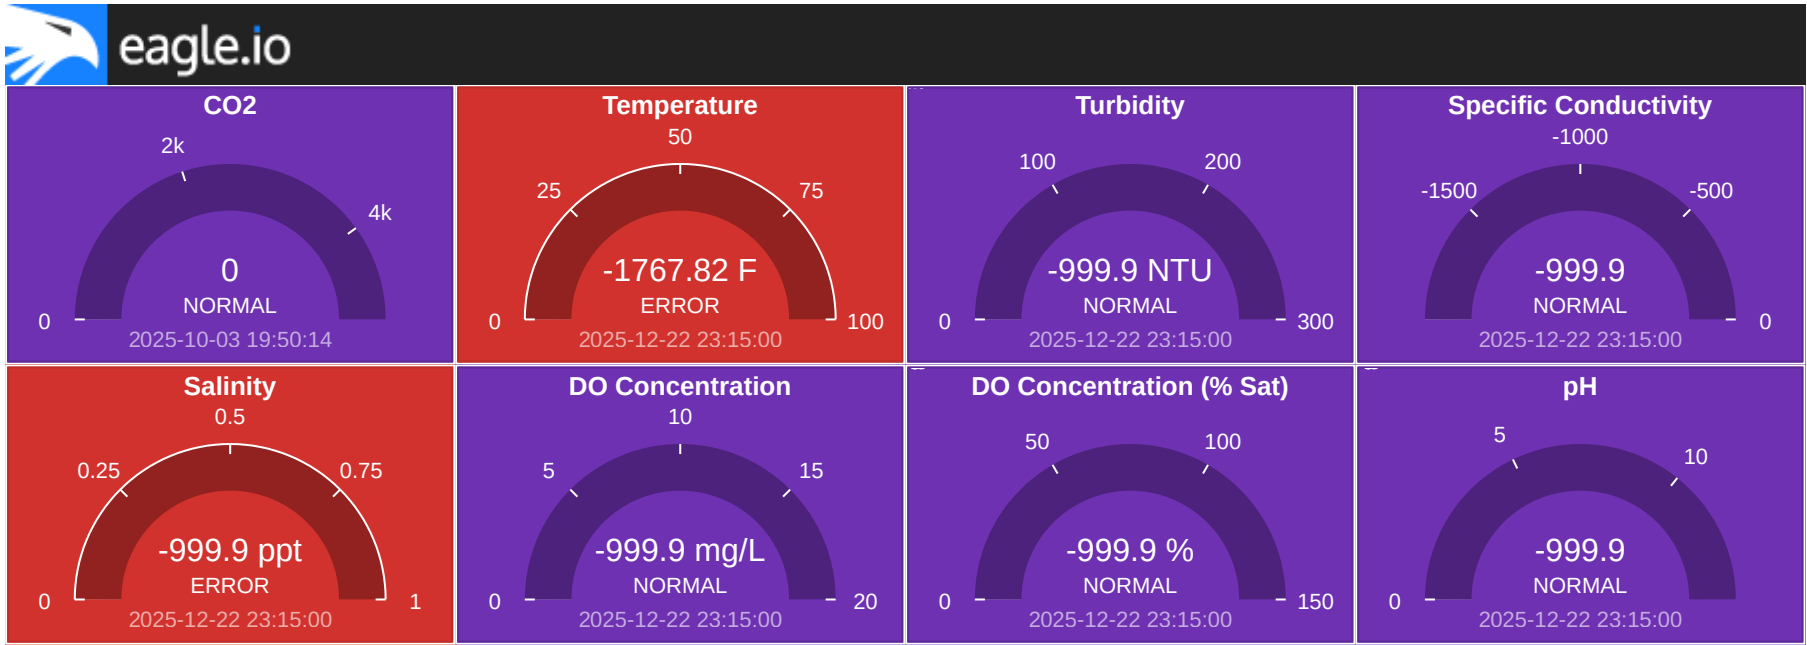 eagle.io
CO2
2k
4k
0
NORMAL
0
2025-10-03 19:50:14
Temperature
50
25
75
-1767.82 F
ERROR
0
100
2025-12-22 23:15:00
Turbidity
100
200
-999.9 NTU
NORMAL
0
300
2025-12-22 23:15:00
Specific Conductivity
-1000
-1500
-500
-999.9
NORMAL
0
2025-12-22 23:15:00
Salinity
0.5
0.25
0.75
-999.9 ppt
ERROR
0
1
2025-12-22 23:15:00
DO Concentration
10
5
15
-999.9 mg/L
NORMAL
0
20
2025-12-22 23:15:00
DO Concentration (% Sat)
50
100
-999.9 %
NORMAL
0
150
2025-12-22 23:15:00
pH
5
10
-999.9
NORMAL
0
2025-12-22 23:15:00